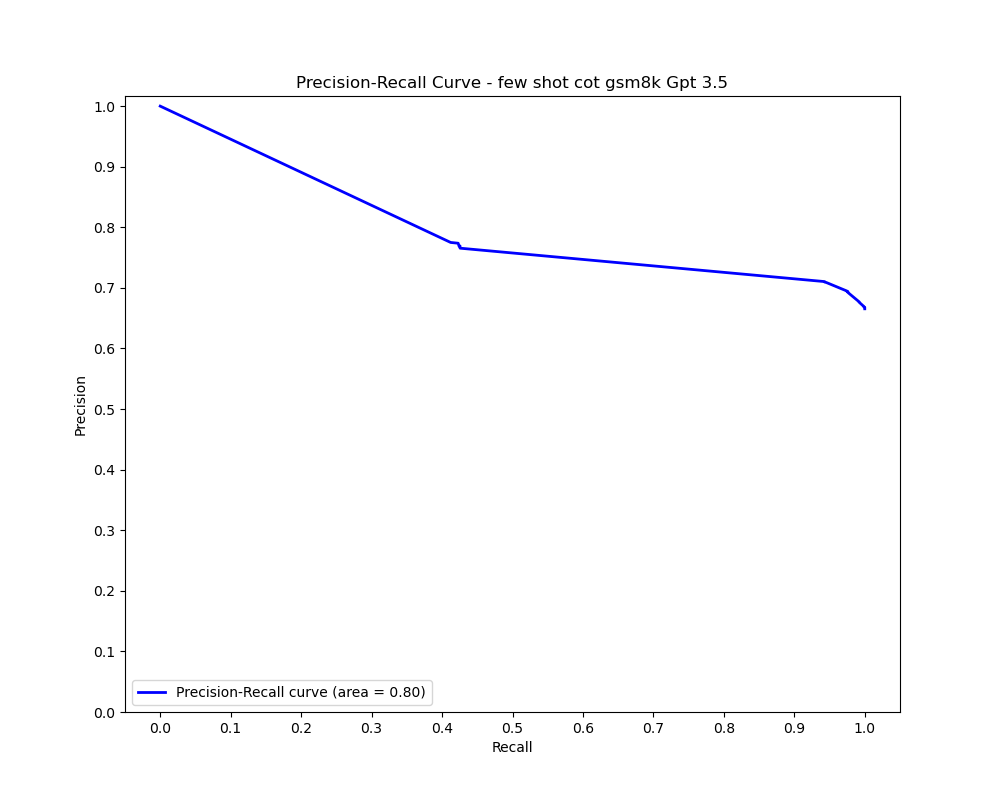 Precision-Recall Curve - few shot cot gsm8k Gpt 3.5
1.0
0.9
0.8
0.7
0.6
0.5
0.4
0.3
0.2
0.1
0.0
Precision
Precision-Recall curve (area = 0.80)
0.0 0.1 0.2 0.3 0.4 0.5 0.6 0.7 0.8 0.9 1.0
Recall